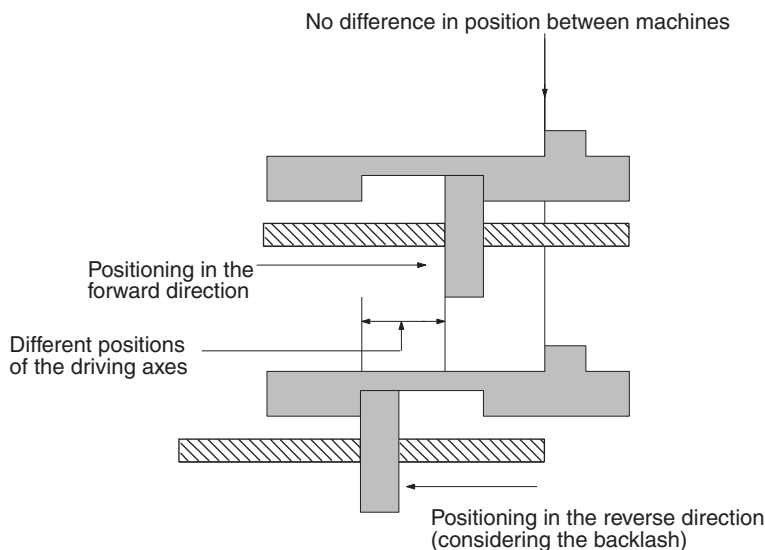 No difference in position between machines
Positioning in the
forward direction
Different positions
of the driving axes
Positioning in the reverse direction
(considering the backlash)